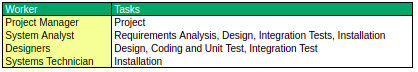 Worker Tasks
Project Manager Project
System Analyst Requirements Analysis, Design, Integration Tests, Installation
Designers Design, Coding and Unit Test, Integration Test
Systems Technician Installation